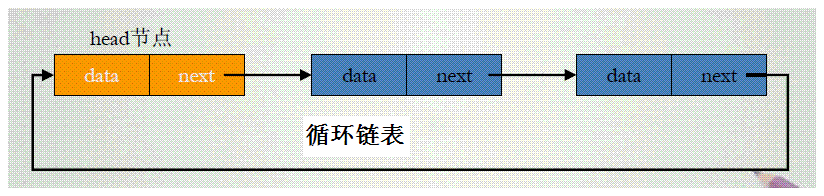 head节点
data next data next data next
循环链表